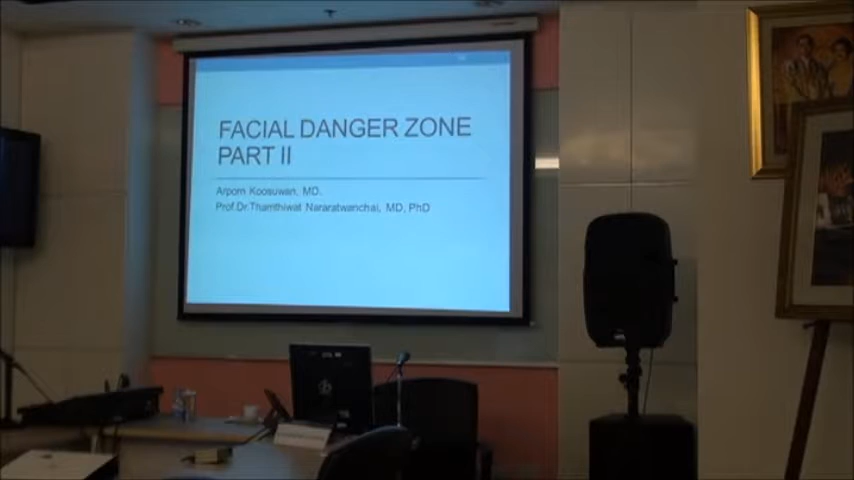 FACIAL DANGER ZONE
PART II
Arporn Koosuwan, MD.
Prof.Dr.Thamthiwat Nararatwanchai, MD, PhD